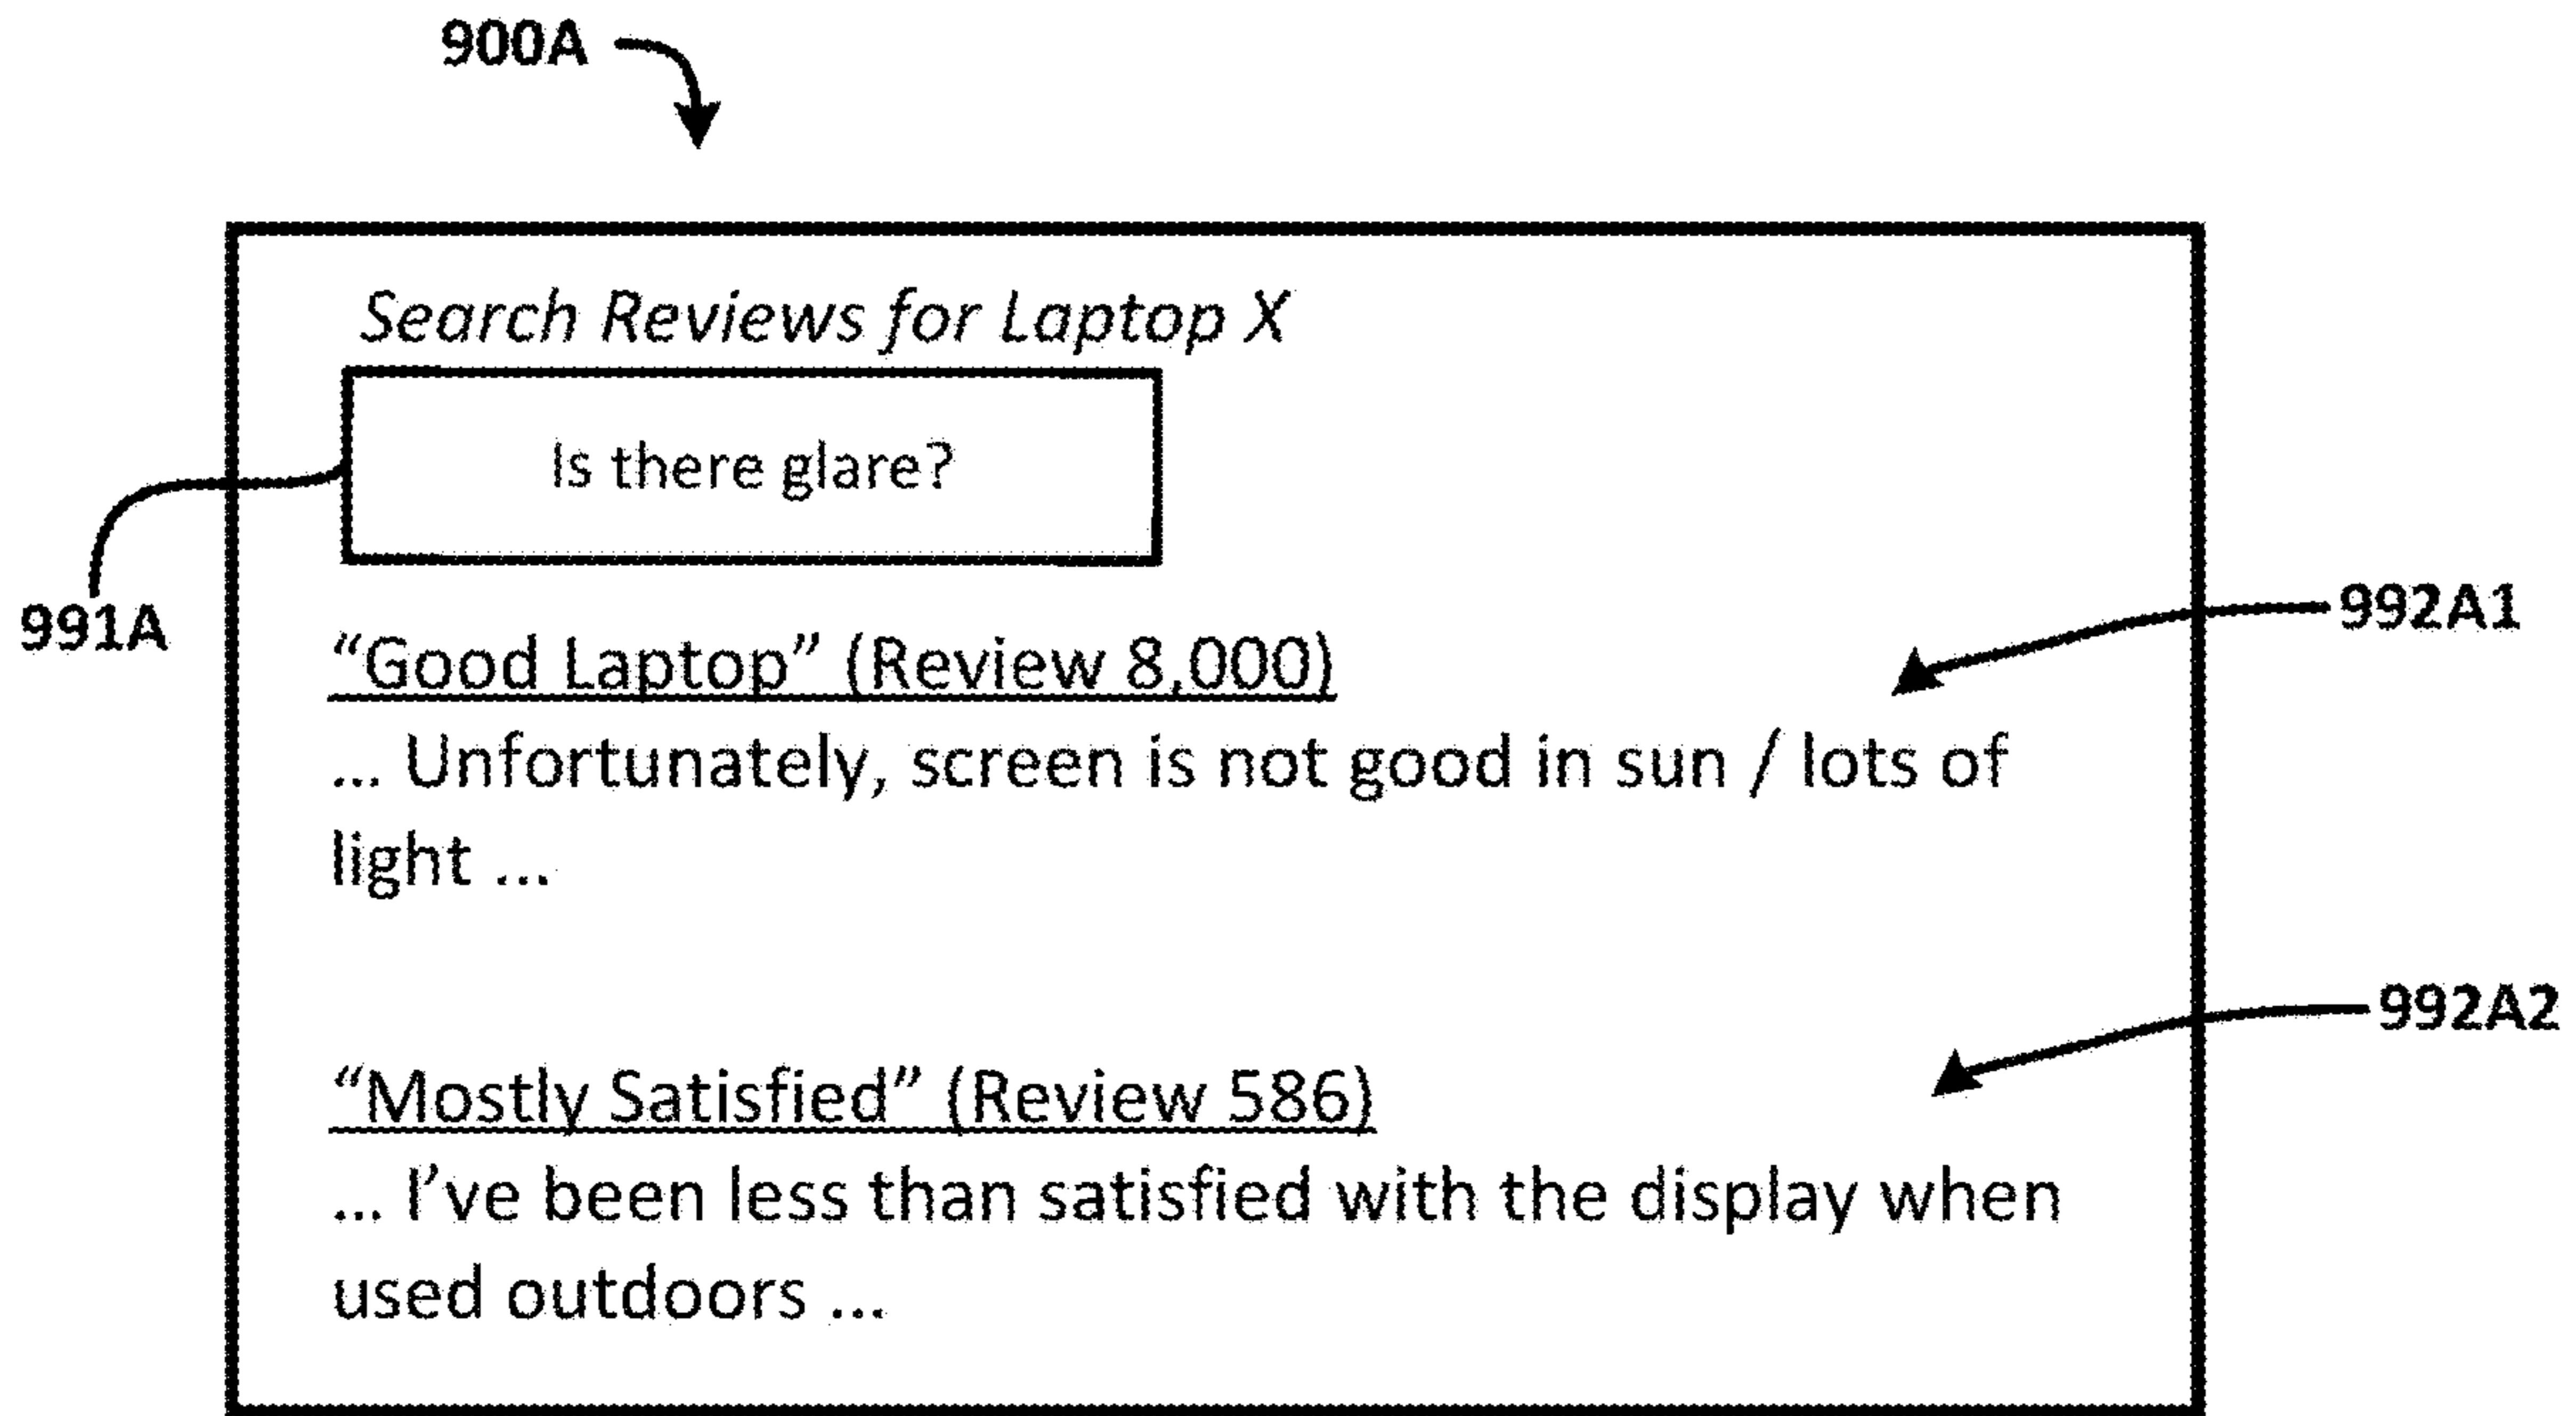 900A
Search Reviews for Laptop X
Is there glare?
991A
992A1
“Good Laptop” (Review 8,000)
... Unfortunately, screen is not good in sun / lots of
light ...
992A2
“Mostly Satisfied” (Review 586)
... I’ve been less than satisfied with the display when
used outdoors ...